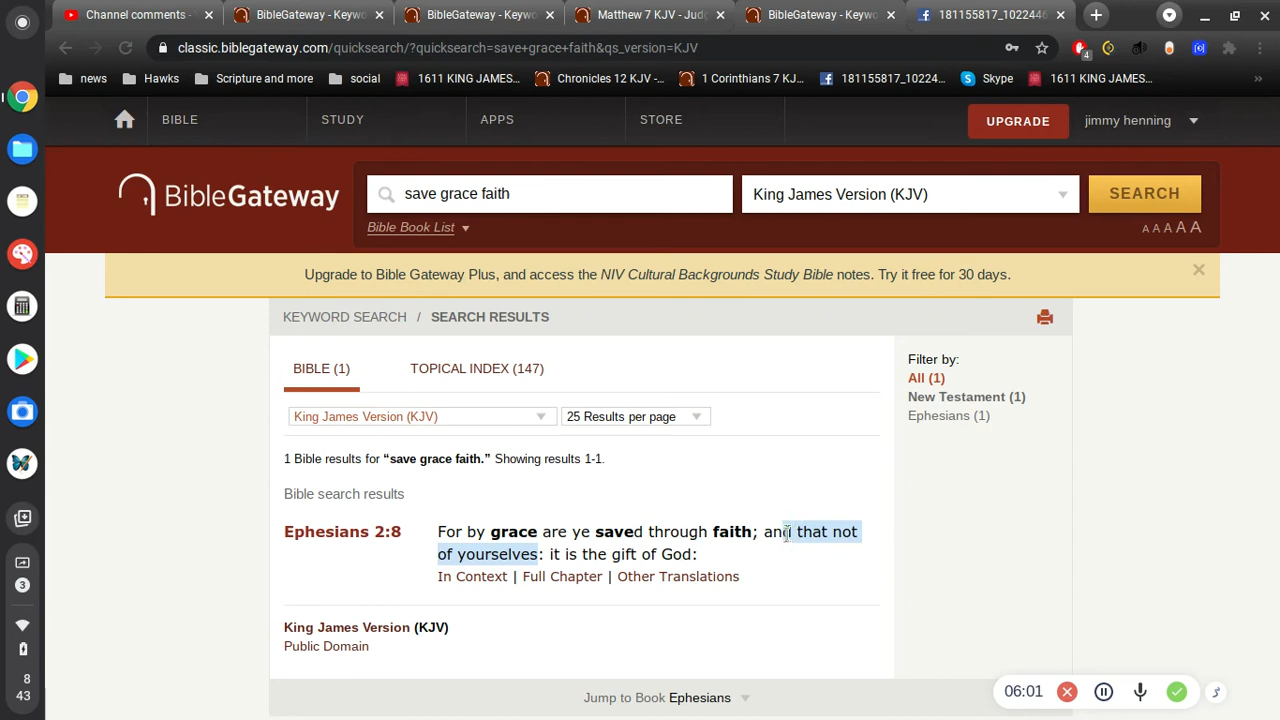 Channel comments -
BibleGateway - Keywo
BibleGateway - Keywo
Matthew 7 KJV - Judg
BibleGateway - Keywo
181155817_1022446
classic.biblegateway.com/quicksearch/?quicksearch=save+grace+faith&qs_version=KJV
4
news
Hawks
Scripture and more
social
1611 KING JAMES...
Chronicles 12 KJV -...
1 Corinthians 7 KJ...
181155817_10224...
Skype
1611 KING JAMES...
»
BIBLE
STUDY
APPS
STORE
UPGRADE
jimmy henning
BibleGateway
save grace faith
King James Version (KJV)
SEARCH
Bible Book List
A A A A A
Upgrade to Bible Gateway Plus, and access the NIV Cultural Backgrounds Study Bible notes. Try it free for 30 days.
KEYWORD SEARCH / SEARCH RESULTS
BIBLE (1)
TOPICAL INDEX (147)
King James Version (KJV)
25 Results per page
1 Bible results for “save grace faith.” Showing results 1-1.
Bible search results
Ephesians 2:8
For by grace are ye saved through faith; and that not
of yourselves: it is the gift of God:
In Context | Full Chapter | Other Translations
King James Version (KJV)
Public Domain
Jump to Book Ephesians
Filter by:
All (1)
New Testament (1)
Ephesians (1)
06:01
3
8
43